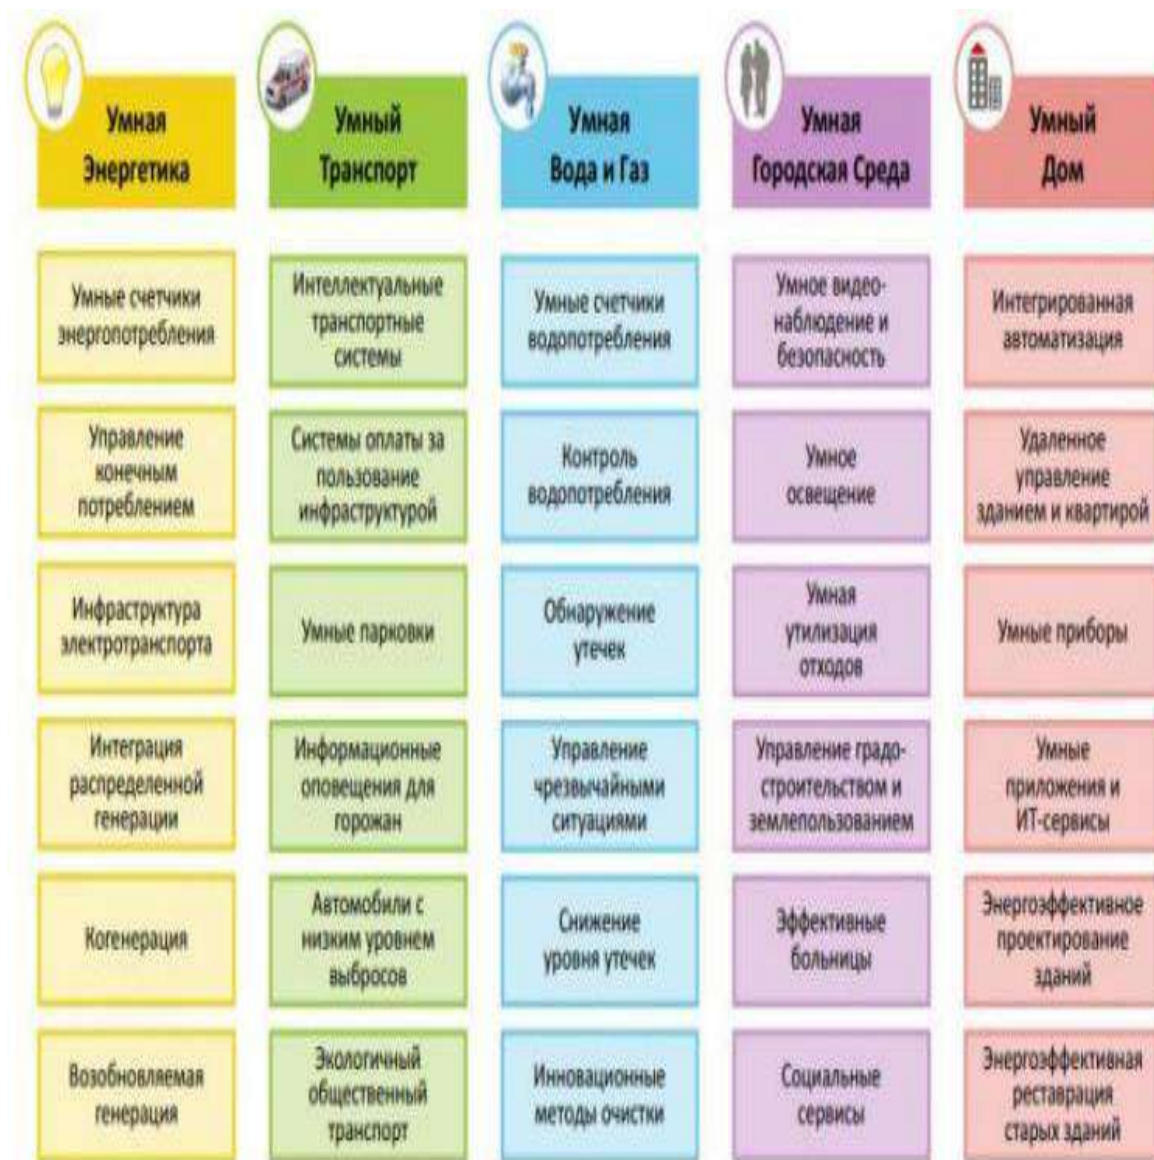 Умная
Энергетика
Умный
Транспорт
Умная
Вода и Газ
Умная
Городская Среда
Умный
Дом
Умные счетчики
энергопотребления
Интеллектуальные
транспортные
системы
Умные счетчики
водопотребления
Умное видео-
наблюдение и
безопасность
Интегрированная
автоматизация
Управление
конечным
потреблением
Системы оплаты за
пользование
инфраструктурой
Контроль
водопотребления
Умное
освещение
Удаленное
управление
зданием и квартирой
Инфраструктура
электротранспорта
Умные парковки
Обнаружение
утечек
Умная
утилизация
отходов
Умные приборы
Интеграция
распределенной
генерации
Информационные
оповещения для
горожан
Управление
чрезвычайными
ситуациями
Управление градо-
строительством и
землепользованием
Умные
приложения и
ИТ-сервисы
Когенерация
Автомобили с
низким уровнем
выбросов
Снижение
уровня утечек
Эффективные
больницы
Энергоэффективное
проектирование
зданий
Возобновляемая
генерация
Экологичный
общественный
транспорт
Инновационные
методы очистки
Социальные
сервисы
Энергоэффективная
реставрация
старых зданий